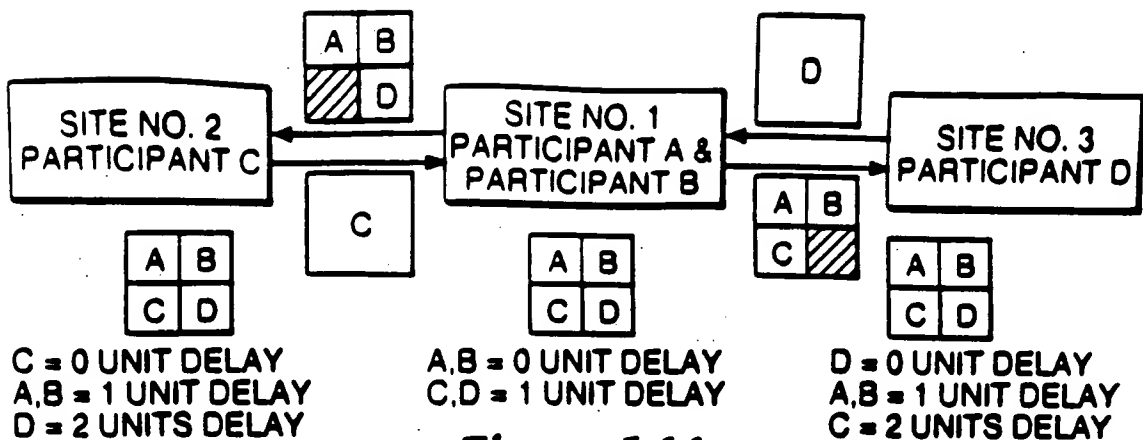 A B
D
D
SITE NO. 2
PARTICIPANT C
SITE NO. 1
PARTICIPANT A &
PARTICIPANT B
SITE NO. 3
PARTICIPANT D
C
A B
C
A B
C D
A B
C D
A B
C D
C = 0 UNIT DELAY
A,B = 1 UNIT DELAY
D = 2 UNITS DELAY
A,B = 0 UNIT DELAY
C,D = 1 UNIT DELAY
D = 0 UNIT DELAY
A,B = 1 UNIT DELAY
C = 2 UNITS DELAY